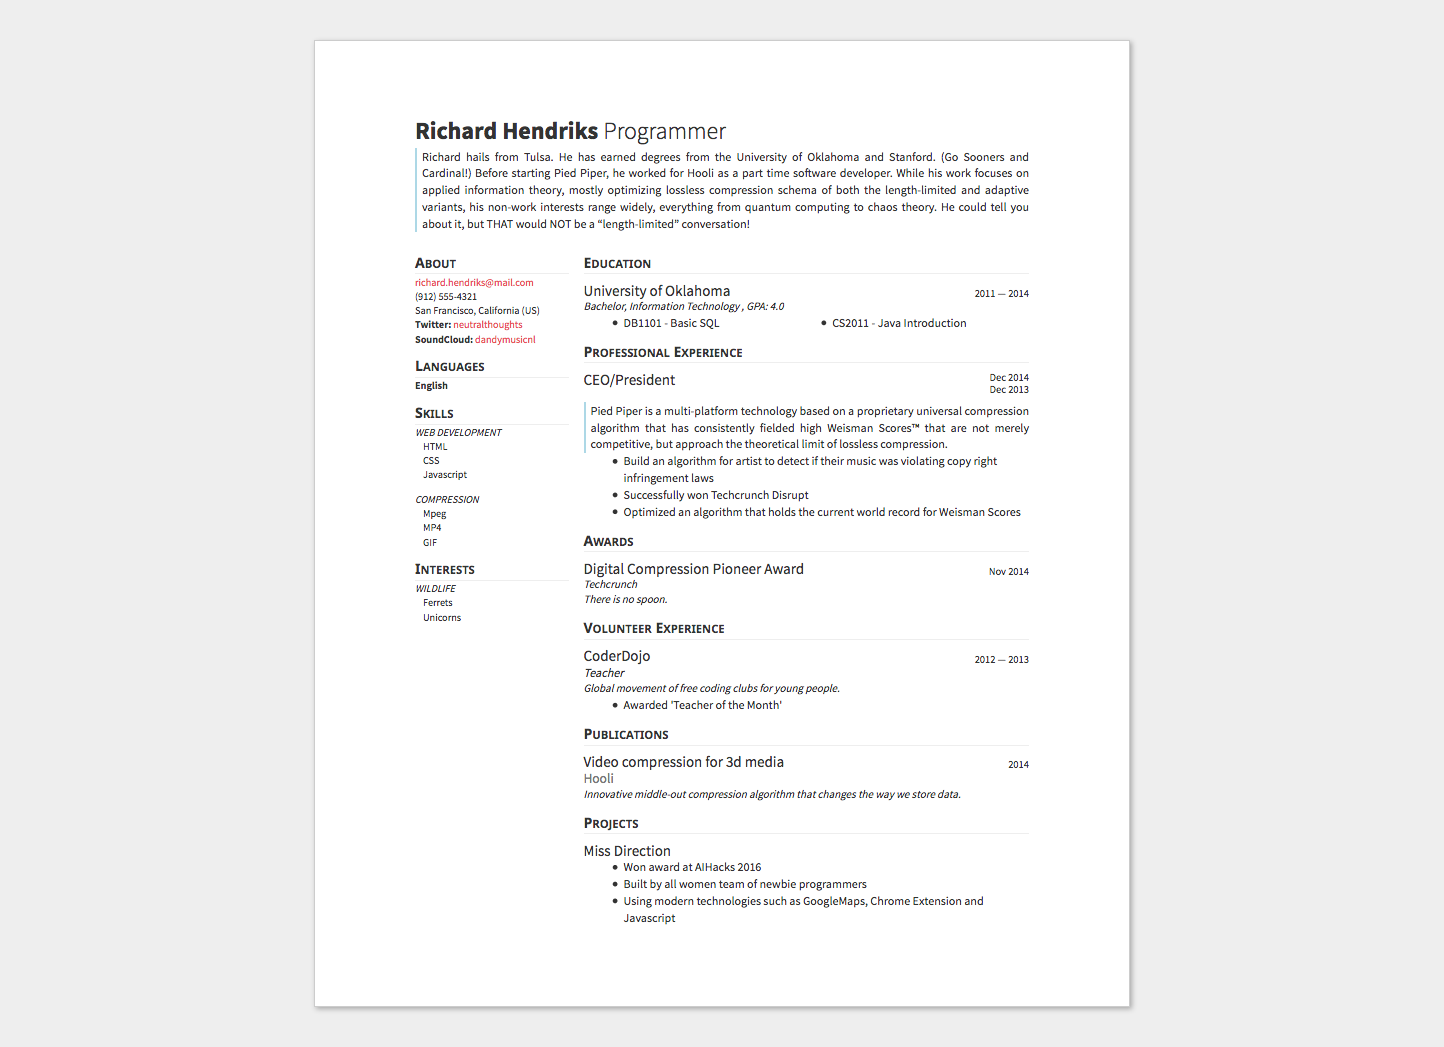 Richard Hendriks Programmer
Richard hails from Tulsa. He has earned degrees from the University of Oklahoma and Stanford. (Go Sooners and
Cardinal!) Before starting Pied Piper, he worked for Hooli as a part time software developer. While his work focuses on
applied information theory, mostly optimizing lossless compression schema of both the length-limited and adaptive
variants, his non-work interests range widely, everything from quantum computing to chaos theory. He could tell you
about it, but THAT would NOT be a “length-limited” conversation!
About
richard.hendriks@mail.com
(912) 555-4321
San Francisco, California (US)
Twitter: neutralthoughts
SoundCloud: dandymusicnl
Languages
English
Skills
WEB DEVELOPMENT
HTML
CSS
Javascript
COMPRESSION
Mpeg
MP4
GIF
Interests
WILDLIFE
Ferrets
Unicorns
Education
University of Oklahoma 2011 — 2014
Bachelor, Information Technology , GPA: 4.0
• DB1101 - Basic SQL • CS2011 - Java Introduction
Professional Experience
CEO/President Dec 2014
Dec 2013
Pied Piper is a multi-platform technology based on a proprietary universal compression
algorithm that has consistently fielded high Weisman Scores™ that are not merely
competitive, but approach the theoretical limit of lossless compression.
• Build an algorithm for artist to detect if their music was violating copy right
infringement laws
• Successfully won Techcrunch Disrupt
• Optimized an algorithm that holds the current world record for Weisman Scores
Awards
Digital Compression Pioneer Award Nov 2014
Techcrunch
There is no spoon.
Volunteer Experience
CoderDojo 2012 — 2013
Teacher
Global movement of free coding clubs for young people.
• Awarded 'Teacher of the Month'
Publications
Video compression for 3d media 2014
Hooli
Innovative middle-out compression algorithm that changes the way we store data.
Projects
Miss Direction
• Won award at AIHacks 2016
• Built by all women team of newbie programmers
• Using modern technologies such as GoogleMaps, Chrome Extension and
Javascript